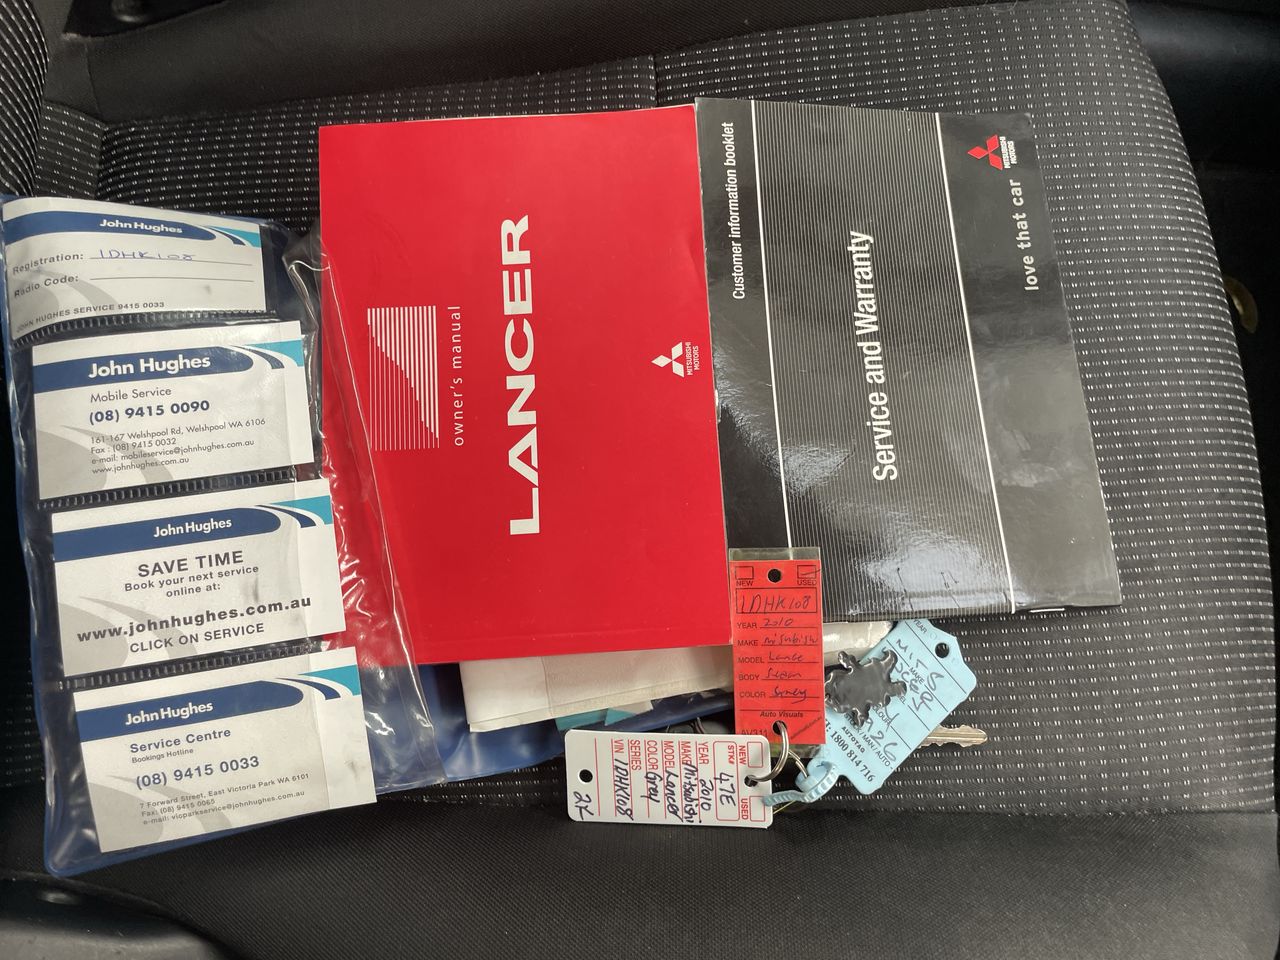 John Hughes
Registration: 1DHK108
Radio Code:
JOHN HUGHES SERVICE 9415 0033
John Hughes
Mobile Service
(08) 9415 0090
161-167 Welshpool Rd, Welshpool WA 6106
Fax : (08) 9415 0032
e-mail: mobileservice@johnhughes.com.au
www.johnhughes.com.au
John Hughes
SAVE TIME
Book your next service
online at:
www.johnhughes.com.au
CLICK ON SERVICE
John Hughes
Service Centre
Bookings Hotline
(08) 9415 0033
7 Forward Street, East Victoria Park WA 6101
Fax: (08) 9415 0065
e-mail: vicparkservice@johnhughes.com.au
owner's manual
LANCER
MITSUBISHI
MOTORS
Customer information booklet
Service and Warranty
MITSUBISHI
MOTORS
love that car
NEW USED
1DHK108
YEAR 2010
MAKE Mitsubishi
MODEL Lance
BODY Sedan
COLOR Grey
Auto Visuals
NEW USED
STK# 47E
YEAR 2010
MAKE Mitsubishi
MODEL Lancer
COLOR Grey
SERIES
VIN 1DHK108
2K
YEAR
MAKE
AUTOTAG
1800 814 716